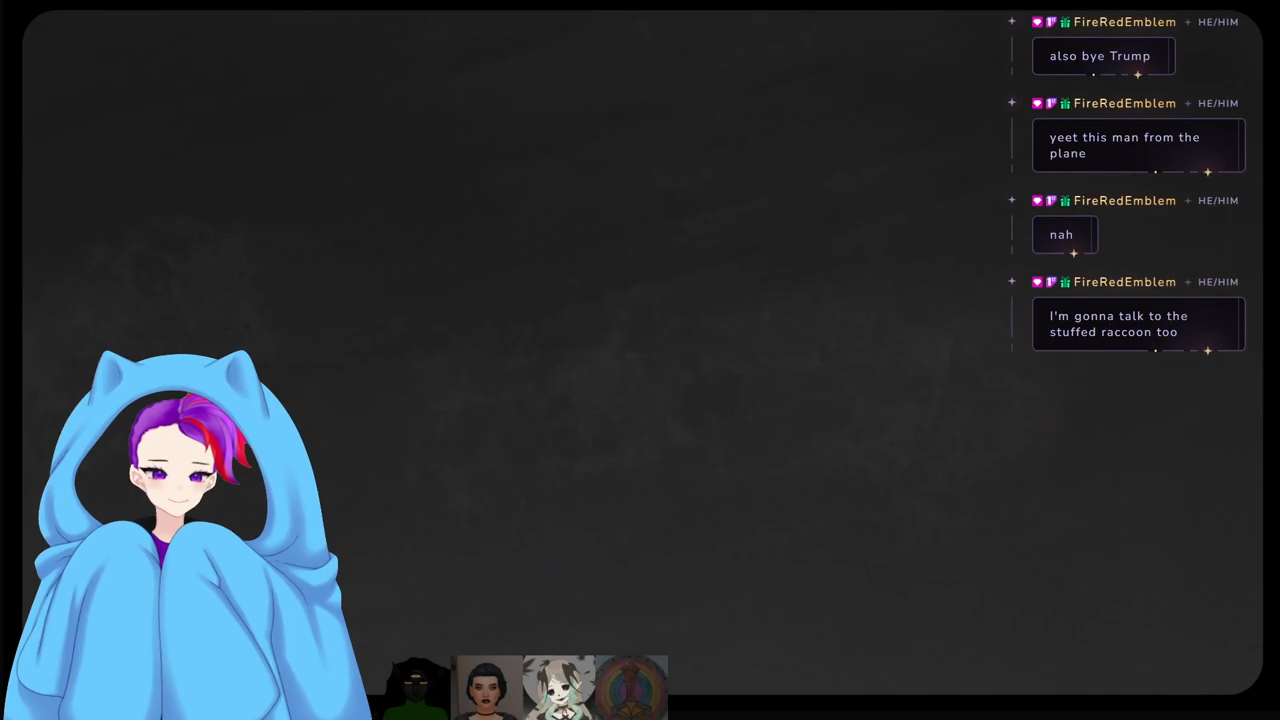 FireRedEmblem HE/HIM
also bye Trump
FireRedEmblem HE/HIM
yeet this man from the
plane
FireRedEmblem HE/HIM
nah
FireRedEmblem HE/HIM
I'm gonna talk to the
stuffed raccoon too